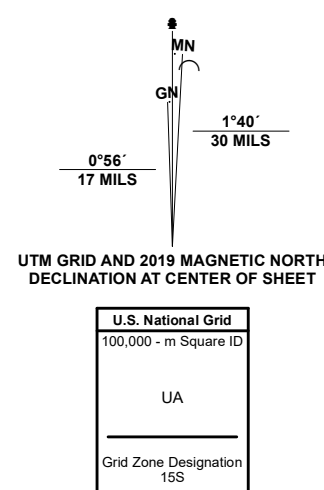 MN
GN
1°40´
30 MILS
0°56´
17 MILS
UTM GRID AND 2019 MAGNETIC NORTH
DECLINATION AT CENTER OF SHEET
U.S. National Grid
100,000 - m Square ID
UA
Grid Zone Designation
15S